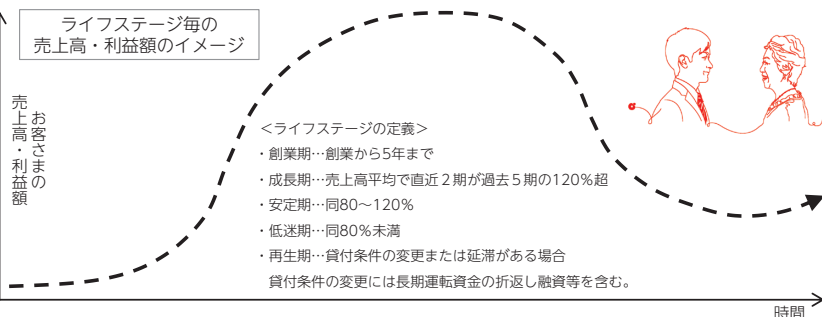 ライフステージ毎の
売上高・利益額のイメージ
お客さまの
売上高・利益額
＜ライフステージの定義＞
・創業期…創業から5年まで
・成長期…売上高平均で直近２期が過去５期の120％超
・安定期…同80～120％
・低迷期…同80％未満
・再生期…貸付条件の変更または延滞がある場合
貸付条件の変更には長期運転資金の折返し融資等を含む。
時間